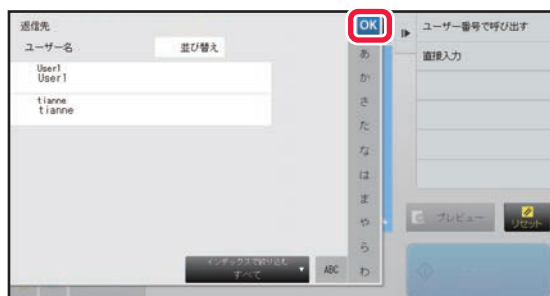 返信先
OK
ユーザー名
並び替え
User1
User1
tianne
tianne
あ
か
さ
た
な
は
ま
や
ら
わ
インデックスで絞り込む
すべて
ABC
ユーザー番号で呼び出す
直接入力
プレビュー
リセット